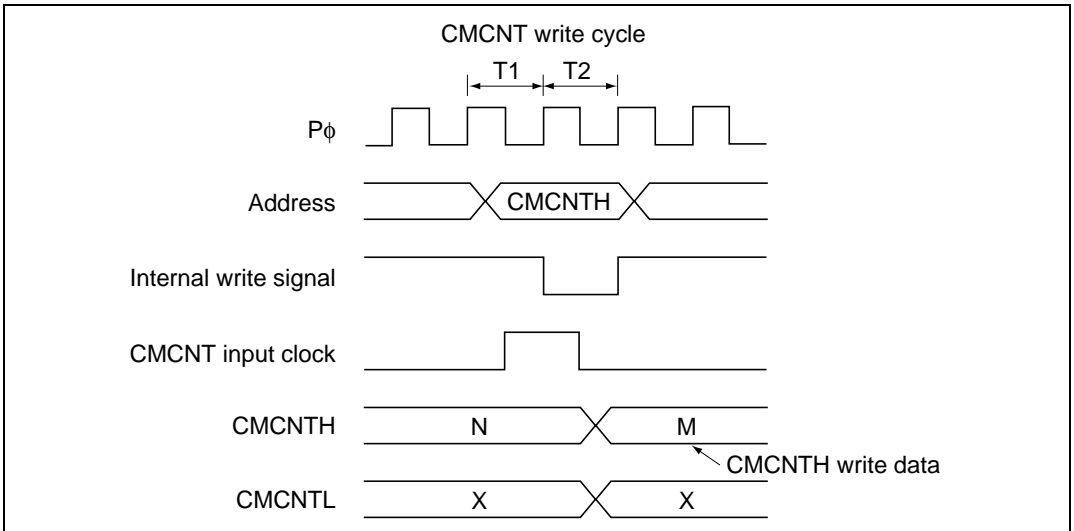 CMCNT write cycle
T1 T2
Pϕ
Address CMCNTH
Internal write signal
CMCNT input clock
CMCNTH N M
CMCNTH write data
CMCNTL X X